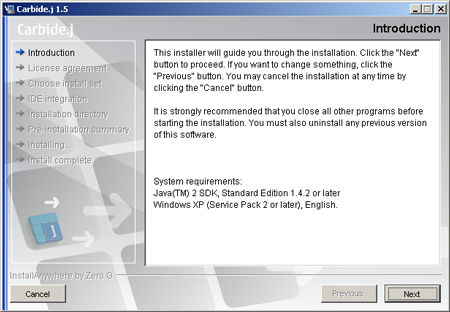 Carbide.j 1.5
Carbide.j
Introduction
Introduction
License agreement
Choose install set
IDE integration
Installation directory
Pre-installation summary
Installing...
Install complete
This installer will guide you through the installation. Click the "Next"
button to proceed. If you want to change something, click the
"Previous" button. You may cancel the installation at any time by
clicking the "Cancel" button.
It is strongly recommended that you close all other programs before
starting the installation. You must also uninstall any previous version
of this software.
System requirements:
Java(TM) 2 SDK, Standard Edition 1.4.2 or later
Windows XP (Service Pack 2 or later), English.
InstallAnywhere by Zero G
Cancel
Previous
Next